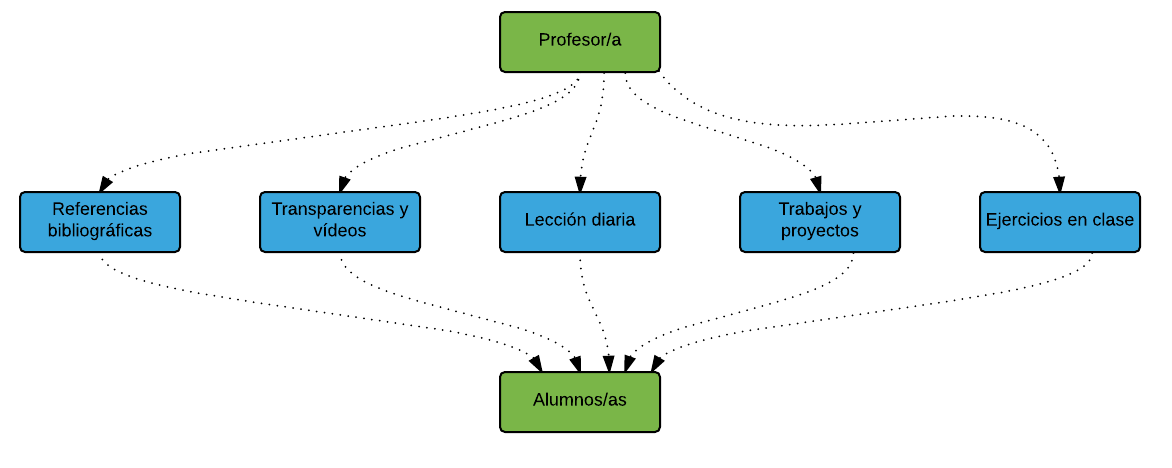 Profesor/a
Referencias
bibliográficas
Transparencias y
vídeos
Lección diaria
Trabajos y
proyectos
Ejercicios en clase
Alumnos/as